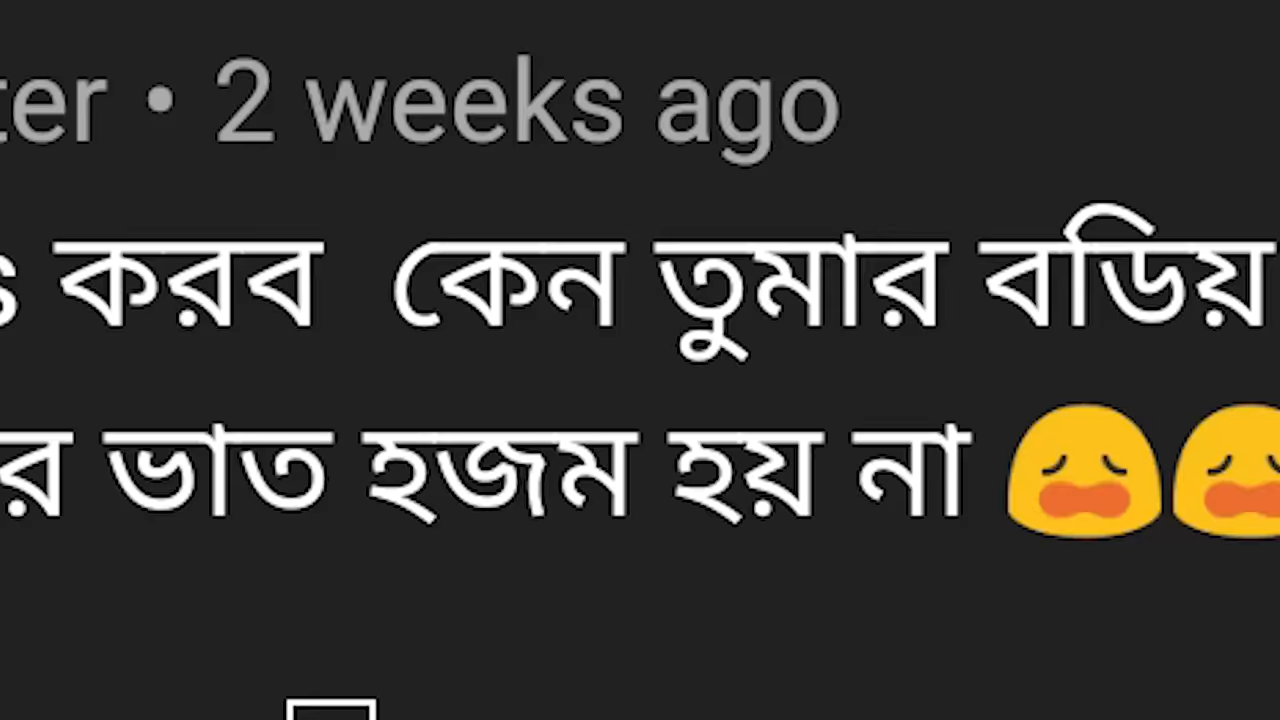 ter • 2 weeks ago
s করব কেন তুমার বডিয়
র ভাত হজম হয় না 😩😩